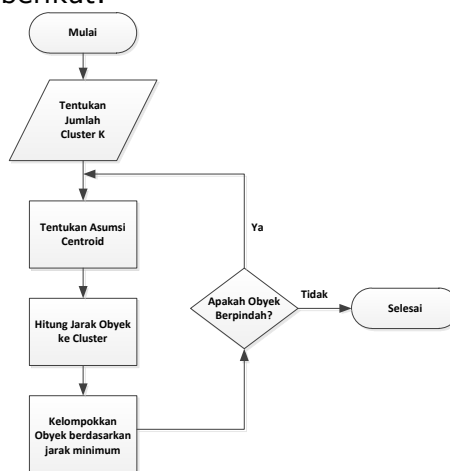 berikut:
Mulai
Tentukan
Jumlah
Cluster K
Tentukan Asumsi
Centroid
Hitung Jarak Obyek
ke Cluster
Kelompokkan
Obyek berdasarkan
jarak minimum
Ya
Apakah Obyek
Berpindah?
Tidak
Selesai